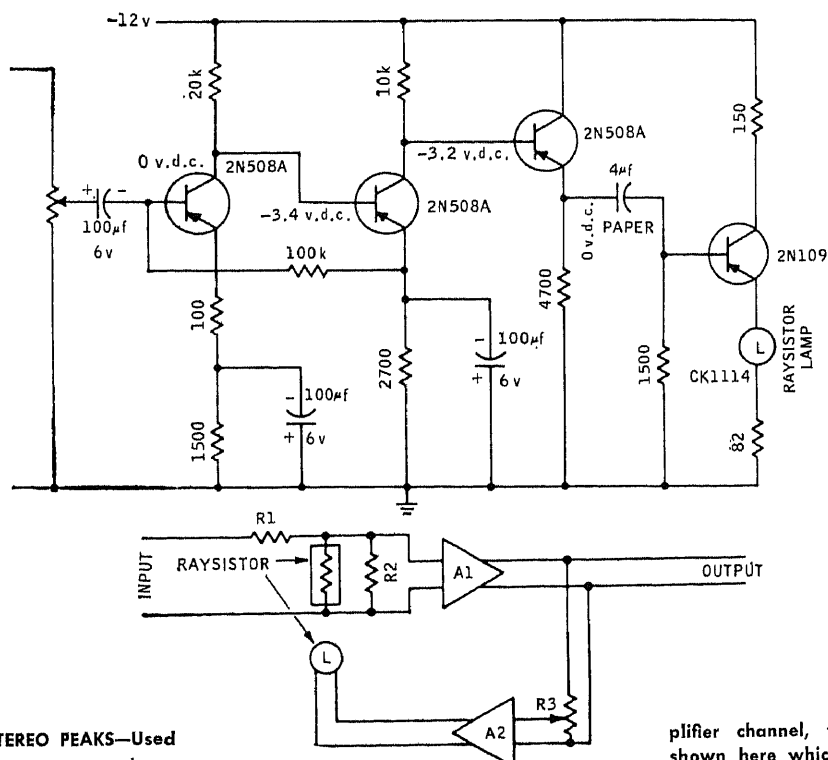 -12v
20k
10k
150
0 v.d.c.
2N508A
-3.2 v.d.c.
2N508A
+
-
100µf
6v
-3.4 v.d.c.
2N508A
4µf
PAPER
0 v.d.c.
2N109
100k
100
4700
1500
L
RAYSISTOR
LAMP
CK1114
-
100µf
+
6v
2700
-
100µf
+
6v
1500
82
R1
INPUT
RAYSISTOR
R2
A1
OUTPUT
L
R3
A2
TEREO PEAKS—Used
plifier channel,
shown here which